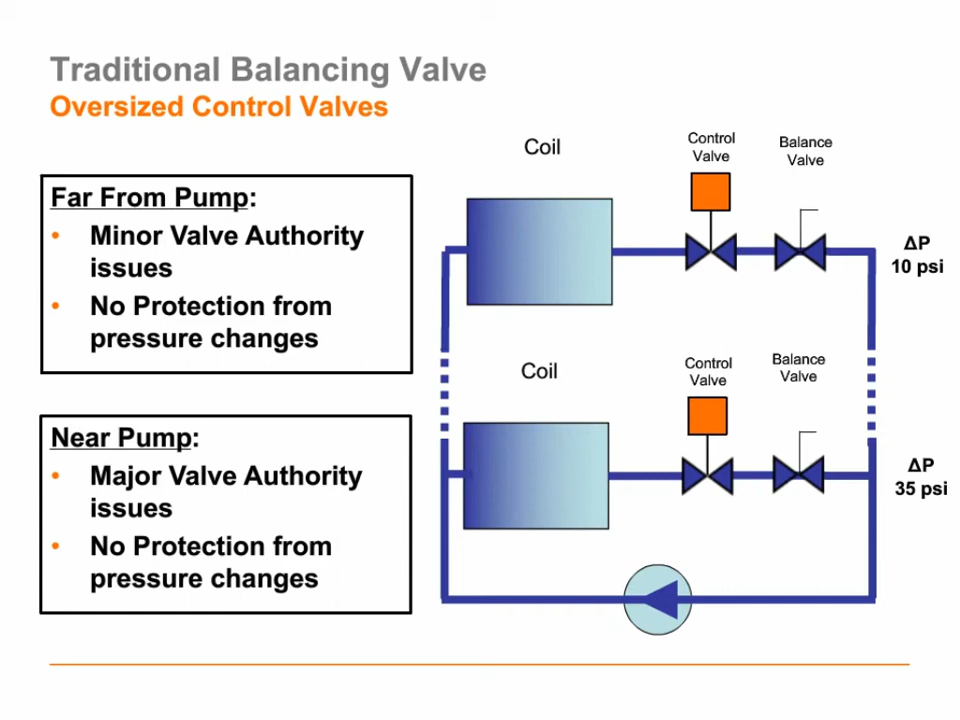 Traditional Balancing Valve
Oversized Control Valves
Far From Pump:
• Minor Valve Authority
issues
• No Protection from
pressure changes
Near Pump:
• Major Valve Authority
issues
• No Protection from
pressure changes
Coil
Control
Valve
Balance
Valve
ΔP
10 psi
Coil
Control
Valve
Balance
Valve
ΔP
35 psi